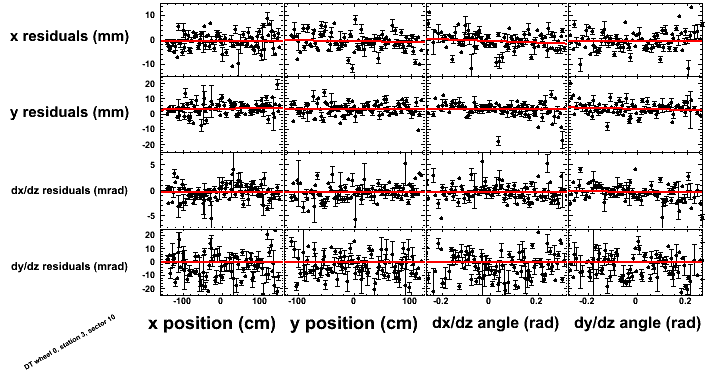 x residuals (mm)
10
0
-10
y residuals (mm)
20
10
0
-10
-20
dx/dz residuals (mrad)
5
0
-5
dy/dz residuals (mrad)
20
10
0
-10
-20
-100 0 100 -100 0 100 -0.2 0 0.2 -0.2 0 0.2
x position (cm) y position (cm) dx/dz angle (rad) dy/dz angle (rad)
DT wheel 0, station 3, sector 10